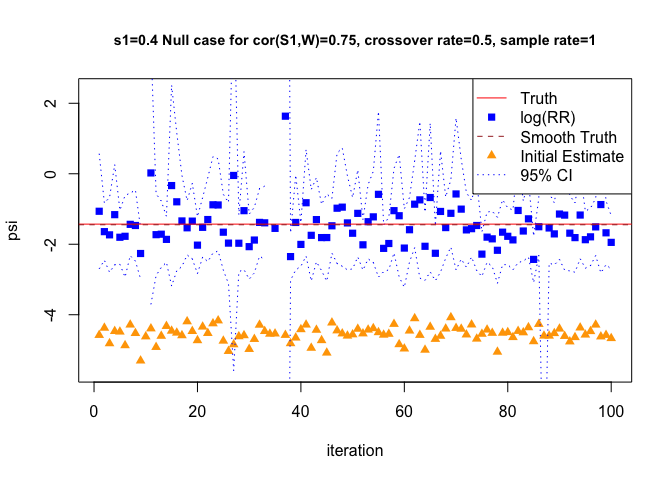 s1=0.4 Null case for cor(S1,W)=0.75, crossover rate=0.5, sample rate=1
Truth
log(RR)
Smooth Truth
Initial Estimate
95% CI
psi
2
0
-2
-4
0
20
40
60
80
100
iteration